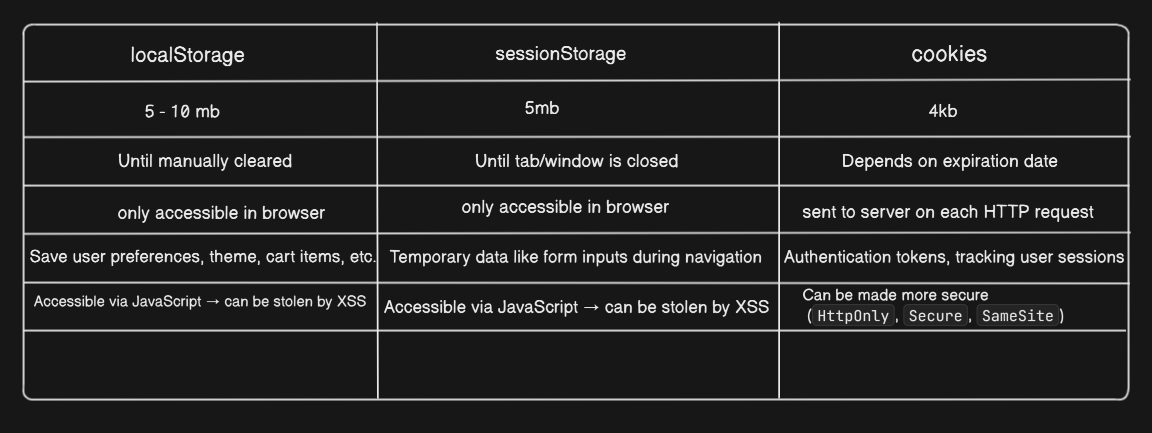 localStorage
sessionStorage
cookies
5 - 10 mb
5mb
4kb
Until manually cleared
Until tab/window is closed
Depends on expiration date
only accessible in browser
only accessible in browser
sent to server on each HTTP request
Save user preferences, theme, cart items, etc.
Temporary data like form inputs during navigation
Authentication tokens, tracking user sessions
Accessible via JavaScript → can be stolen by XSS
Accessible via JavaScript → can be stolen by XSS
Can be made more secure
(HttpOnly, Secure, SameSite)